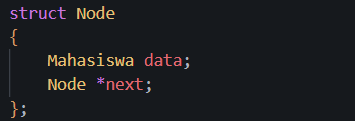 struct Node
{
    Mahasiswa data;
    Node *next;
};